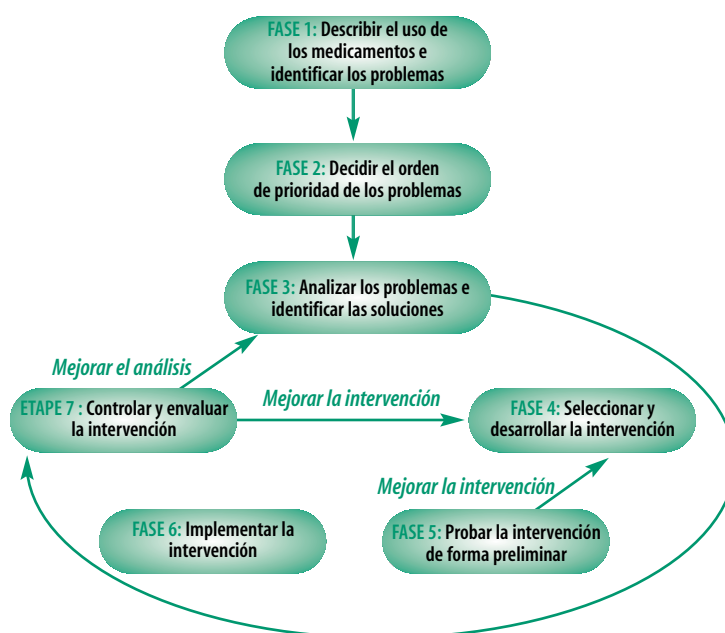 FASE 1: Describir el uso de
los medicamentos e
identificar los problemas
FASE 2: Decidir el orden
de prioridad de los problemas
FASE 3: Analizar los problemas e
identificar las soluciones
Mejorar el análisis
ETAPE 7 : Controlar y envaluar
la intervención
Mejorar la intervención
FASE 4: Seleccionar y
desarrollar la intervención
Mejorar la intervención
FASE 6: Implementar la
intervención
FASE 5: Probar la intervención
de forma preliminar